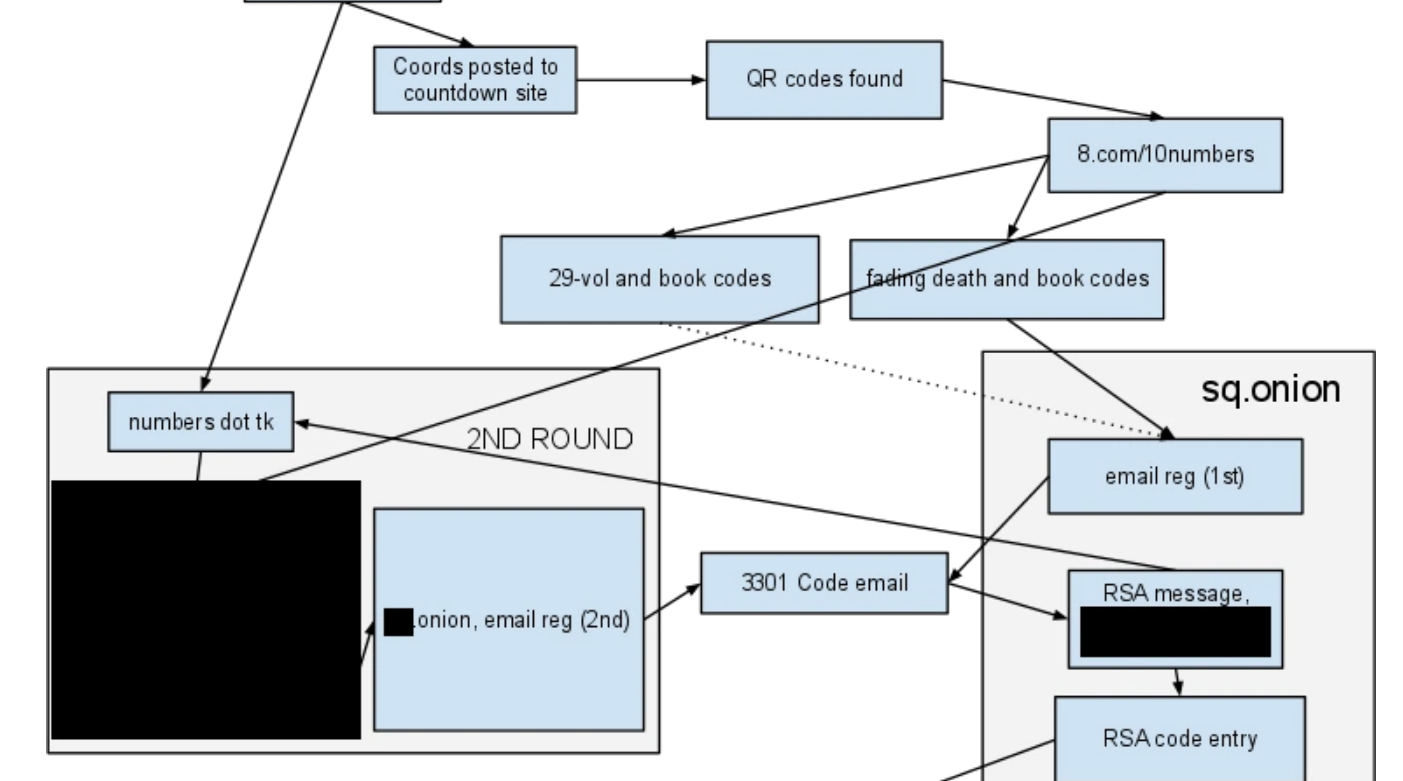 Coords posted to
countdown site
QR codes found
8.com/10numbers
29-vol and book codes
fading death and book codes
sq.onion
numbers dot tk
2ND ROUND
email reg (1st)
3301 Code email
RSA message,
.onion, email reg (2nd)
RSA code entry